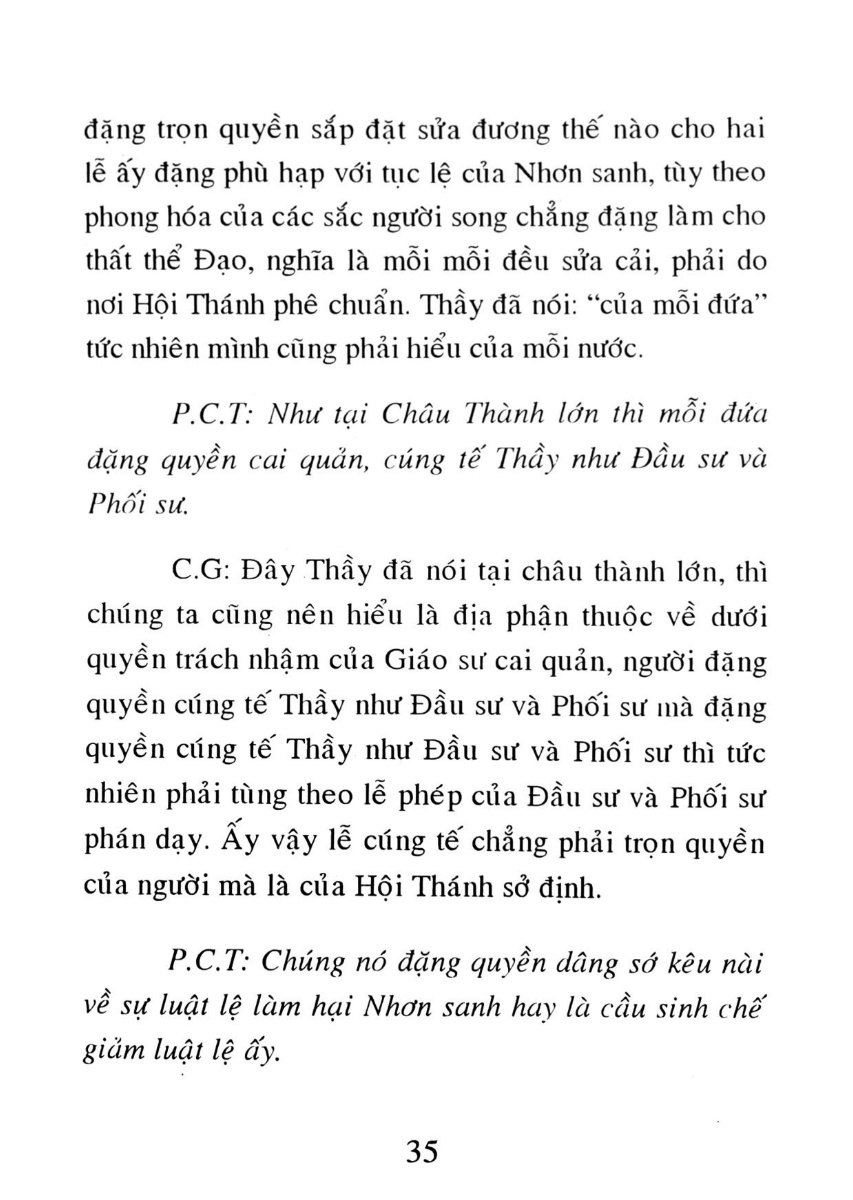 đặng trọn quyền sắp đặt sửa đương thế nào cho hai
lễ ấy đặng phù hạp với tục lệ của Nhơn sanh, tùy theo
phong hóa của các sắc người song chẳng đặng làm cho
thất thể Đạo, nghĩa là mỗi mỗi đều sửa cải, phải do
nơi Hội Thánh phê chuẩn. Thầy đã nói: “của mỗi đứa”
tức nhiên mình cũng phải hiểu của mỗi nước.
P.C.T: Như tại Châu Thành lớn thì mỗi đứa
đặng quyền cai quản, cúng tế Thầy như Đầu sư và
Phối sư.
C.G: Đây Thầy đã nói tại châu thành lớn, thì
chúng ta cũng nên hiểu là địa phận thuộc về dưới
quyền trách nhậm của Giáo sư cai quản, người đặng
quyền cúng tế Thầy như Đầu sư và Phối sư mà đặng
quyền cúng tế Thầy như Đầu sư và Phối sư thì tức
nhiên phải tùng theo lễ phép của Đầu sư và Phối sư
phán dạy. Ấy vậy lễ cúng tế chẳng phải trọn quyền
của người mà là của Hội Thánh sở định.
P.C.T: Chúng nó đặng quyền dâng sớ kêu nài
về sự luật lệ làm hại Nhơn sanh hay là cầu sinh chế
giảm luật lệ ấy.
35